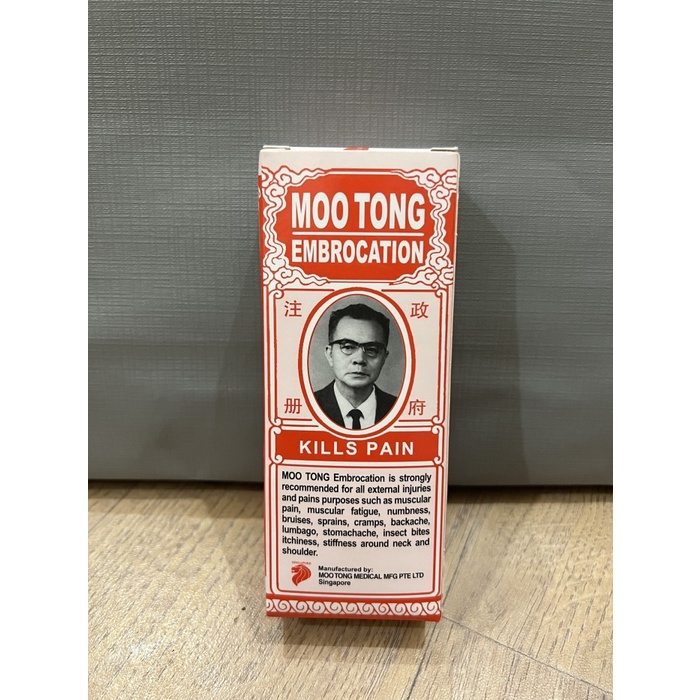 MOO TONG
EMBROCATION
注 政
册 府
KILLS PAIN
MOO TONG Embrocation is strongly
recommended for all external injuries
and pains purposes such as muscular
pain, muscular fatigue, numbness,
bruises, sprains, cramps, backache,
lumbago, stomachache, insect bites
itchiness, stiffness around neck and
shoulder.
Manufactured by:
MOO TONG MEDICAL MFG PTE LTD
Singapore